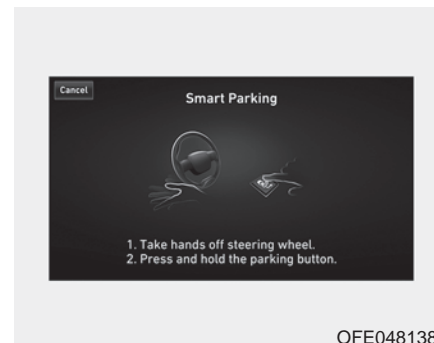 Cancel
Smart Parking
1. Take hands off steering wheel.
2. Press and hold the parking button.
OFE048138